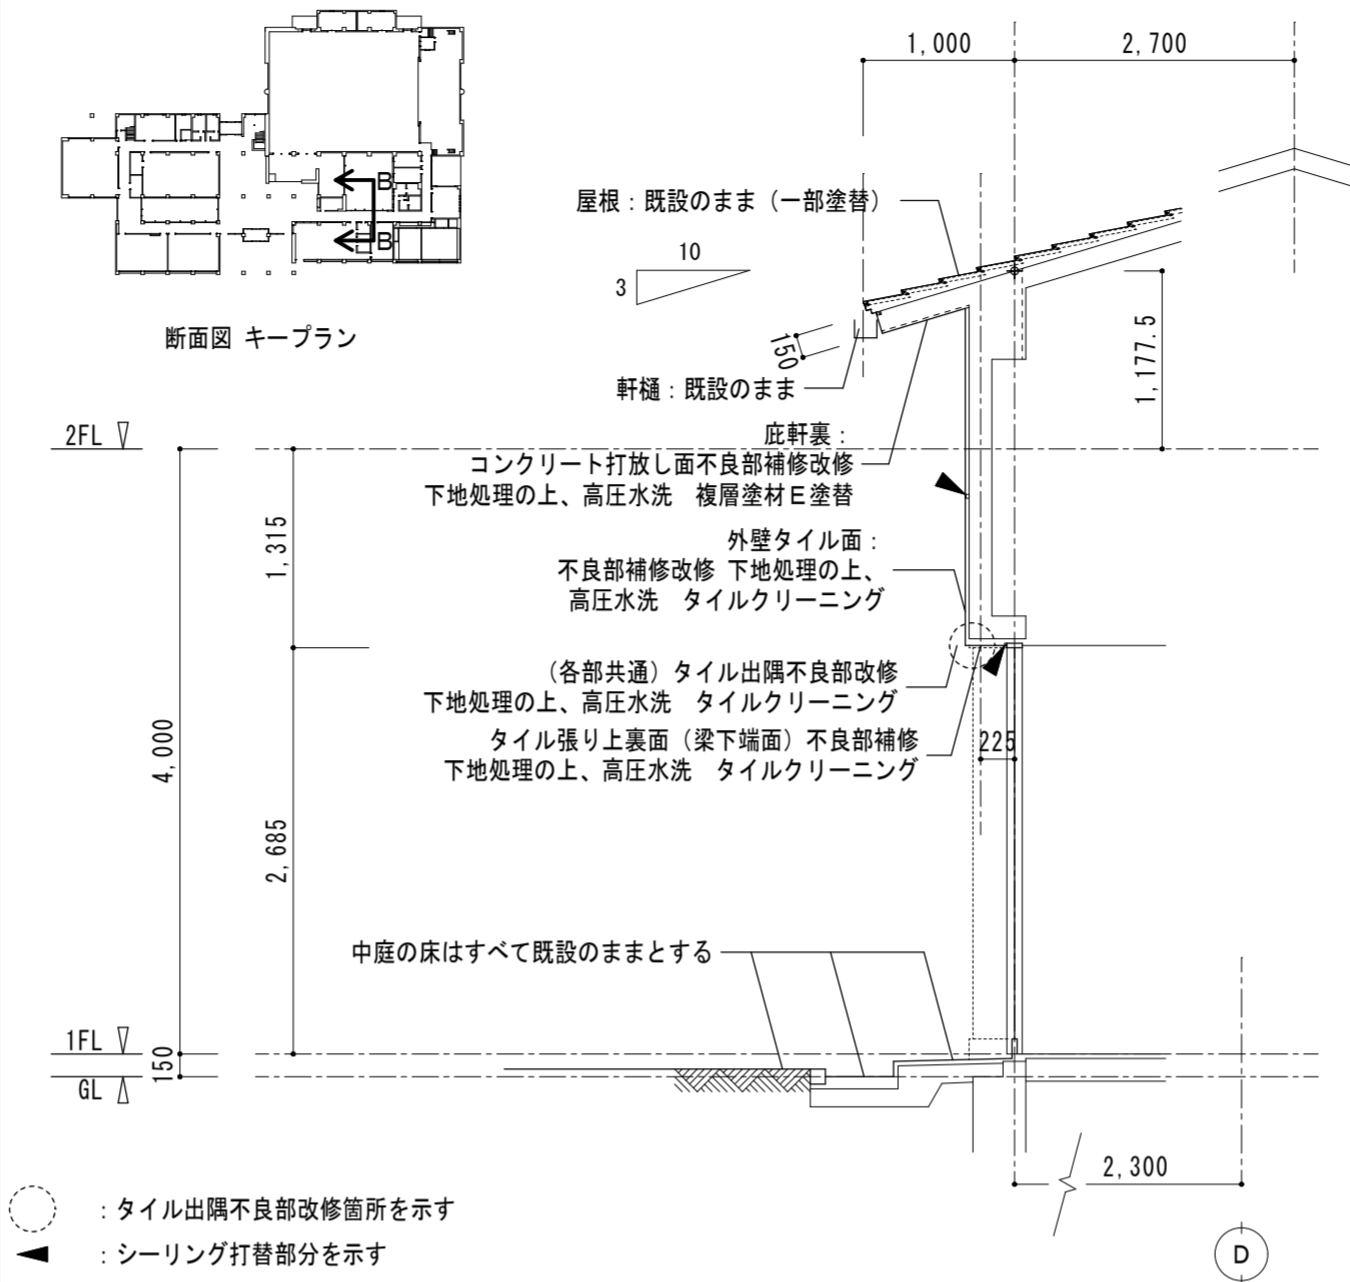 1,000
2,700
B
B
断面図 キープラン
屋根：既設のまま（一部塗替）
10
3
150
軒樋：既設のまま
1,177.5
2FL
庇軒裏：
コンクリート打放し面不良部補修改修
下地処理の上、高圧水洗　複層塗材Ｅ塗替
1,315
外壁タイル面：
不良部補修改修 下地処理の上、
高圧水洗　タイルクリーニング
（各部共通）タイル出隅不良部改修
下地処理の上、高圧水洗　タイルクリーニング
タイル張り上裏面（梁下端面）不良部補修
下地処理の上、高圧水洗　タイルクリーニング
225
4,000
2,685
中庭の床はすべて既設のままとする
1FL
150
GL
2,300
D
：タイル出隅不良部改修箇所を示す
：シーリング打替部分を示す